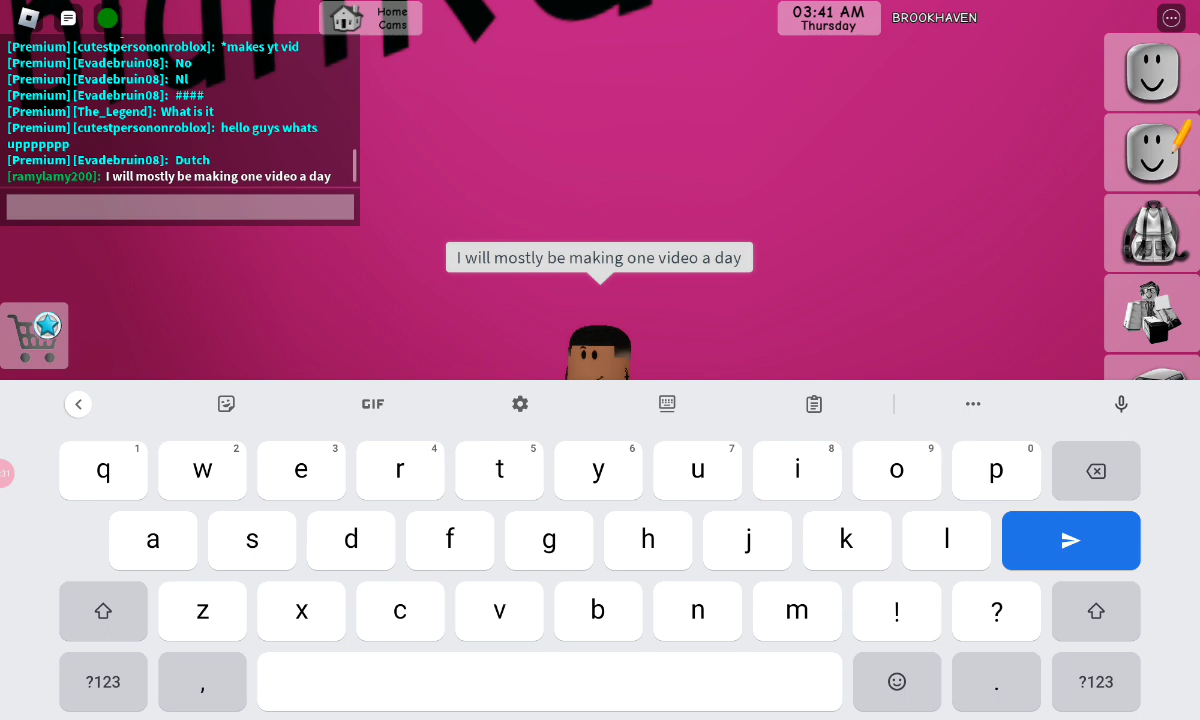 Home
Cams
03:41 AM
Thursday
BROOKHAVEN
[Premium] [cutestpersononroblox]: *makes yt vid
[Premium] [Evadebruin08]: No
[Premium] [Evadebruin08]: Nl
[Premium] [Evadebruin08]: ####
[Premium] [The_Legend]: What is it
[Premium] [cutestpersononroblox]: hello guys whats
upppppppp
[Premium] [Evadebruin08]: Dutch
[ramylamy200]: I will mostly be making one video a day
I will mostly be making one video a day
GIF
q 1 w 2 e 3 r 4 t 5 y 6 u 7 i 8 o 9 p 0
a s d f g h j k l
z x c v b n m ! ?
?123 , . ?123